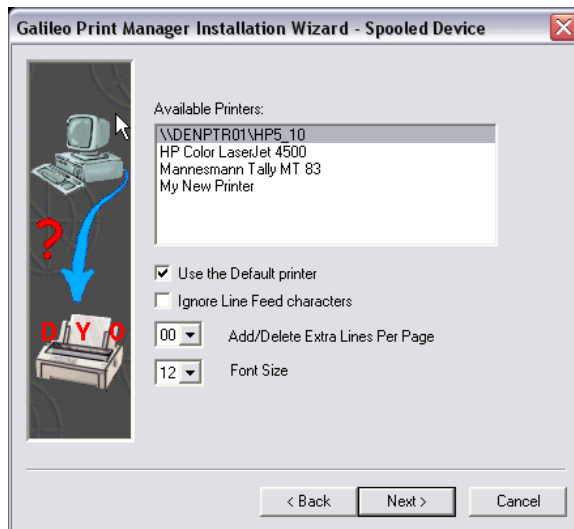 Galileo Print Manager Installation Wizard - Spooled Device
Available Printers:
\\DENPTR01\HP5_10
HP Color LaserJet 4500
Mannesmann Tally MT 83
My New Printer
?
Use the Default printer
Ignore Line Feed characters
00 Add/Delete Extra Lines Per Page
D Y O
12 Font Size
< Back Next > Cancel